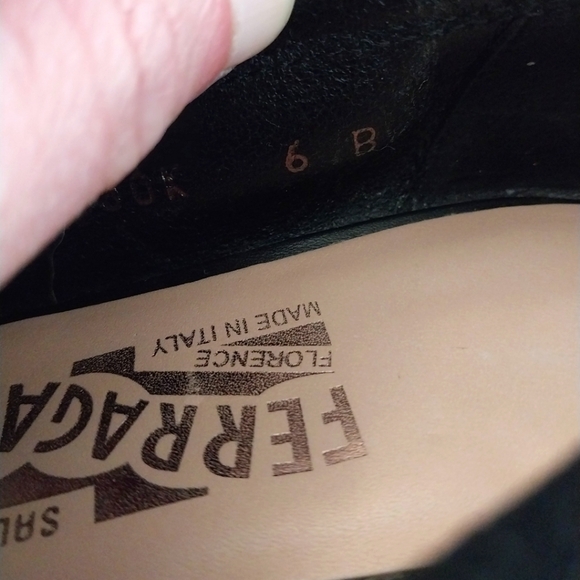 6 B
SAL
FERRAGA
FLORENCE
MADE IN ITALY